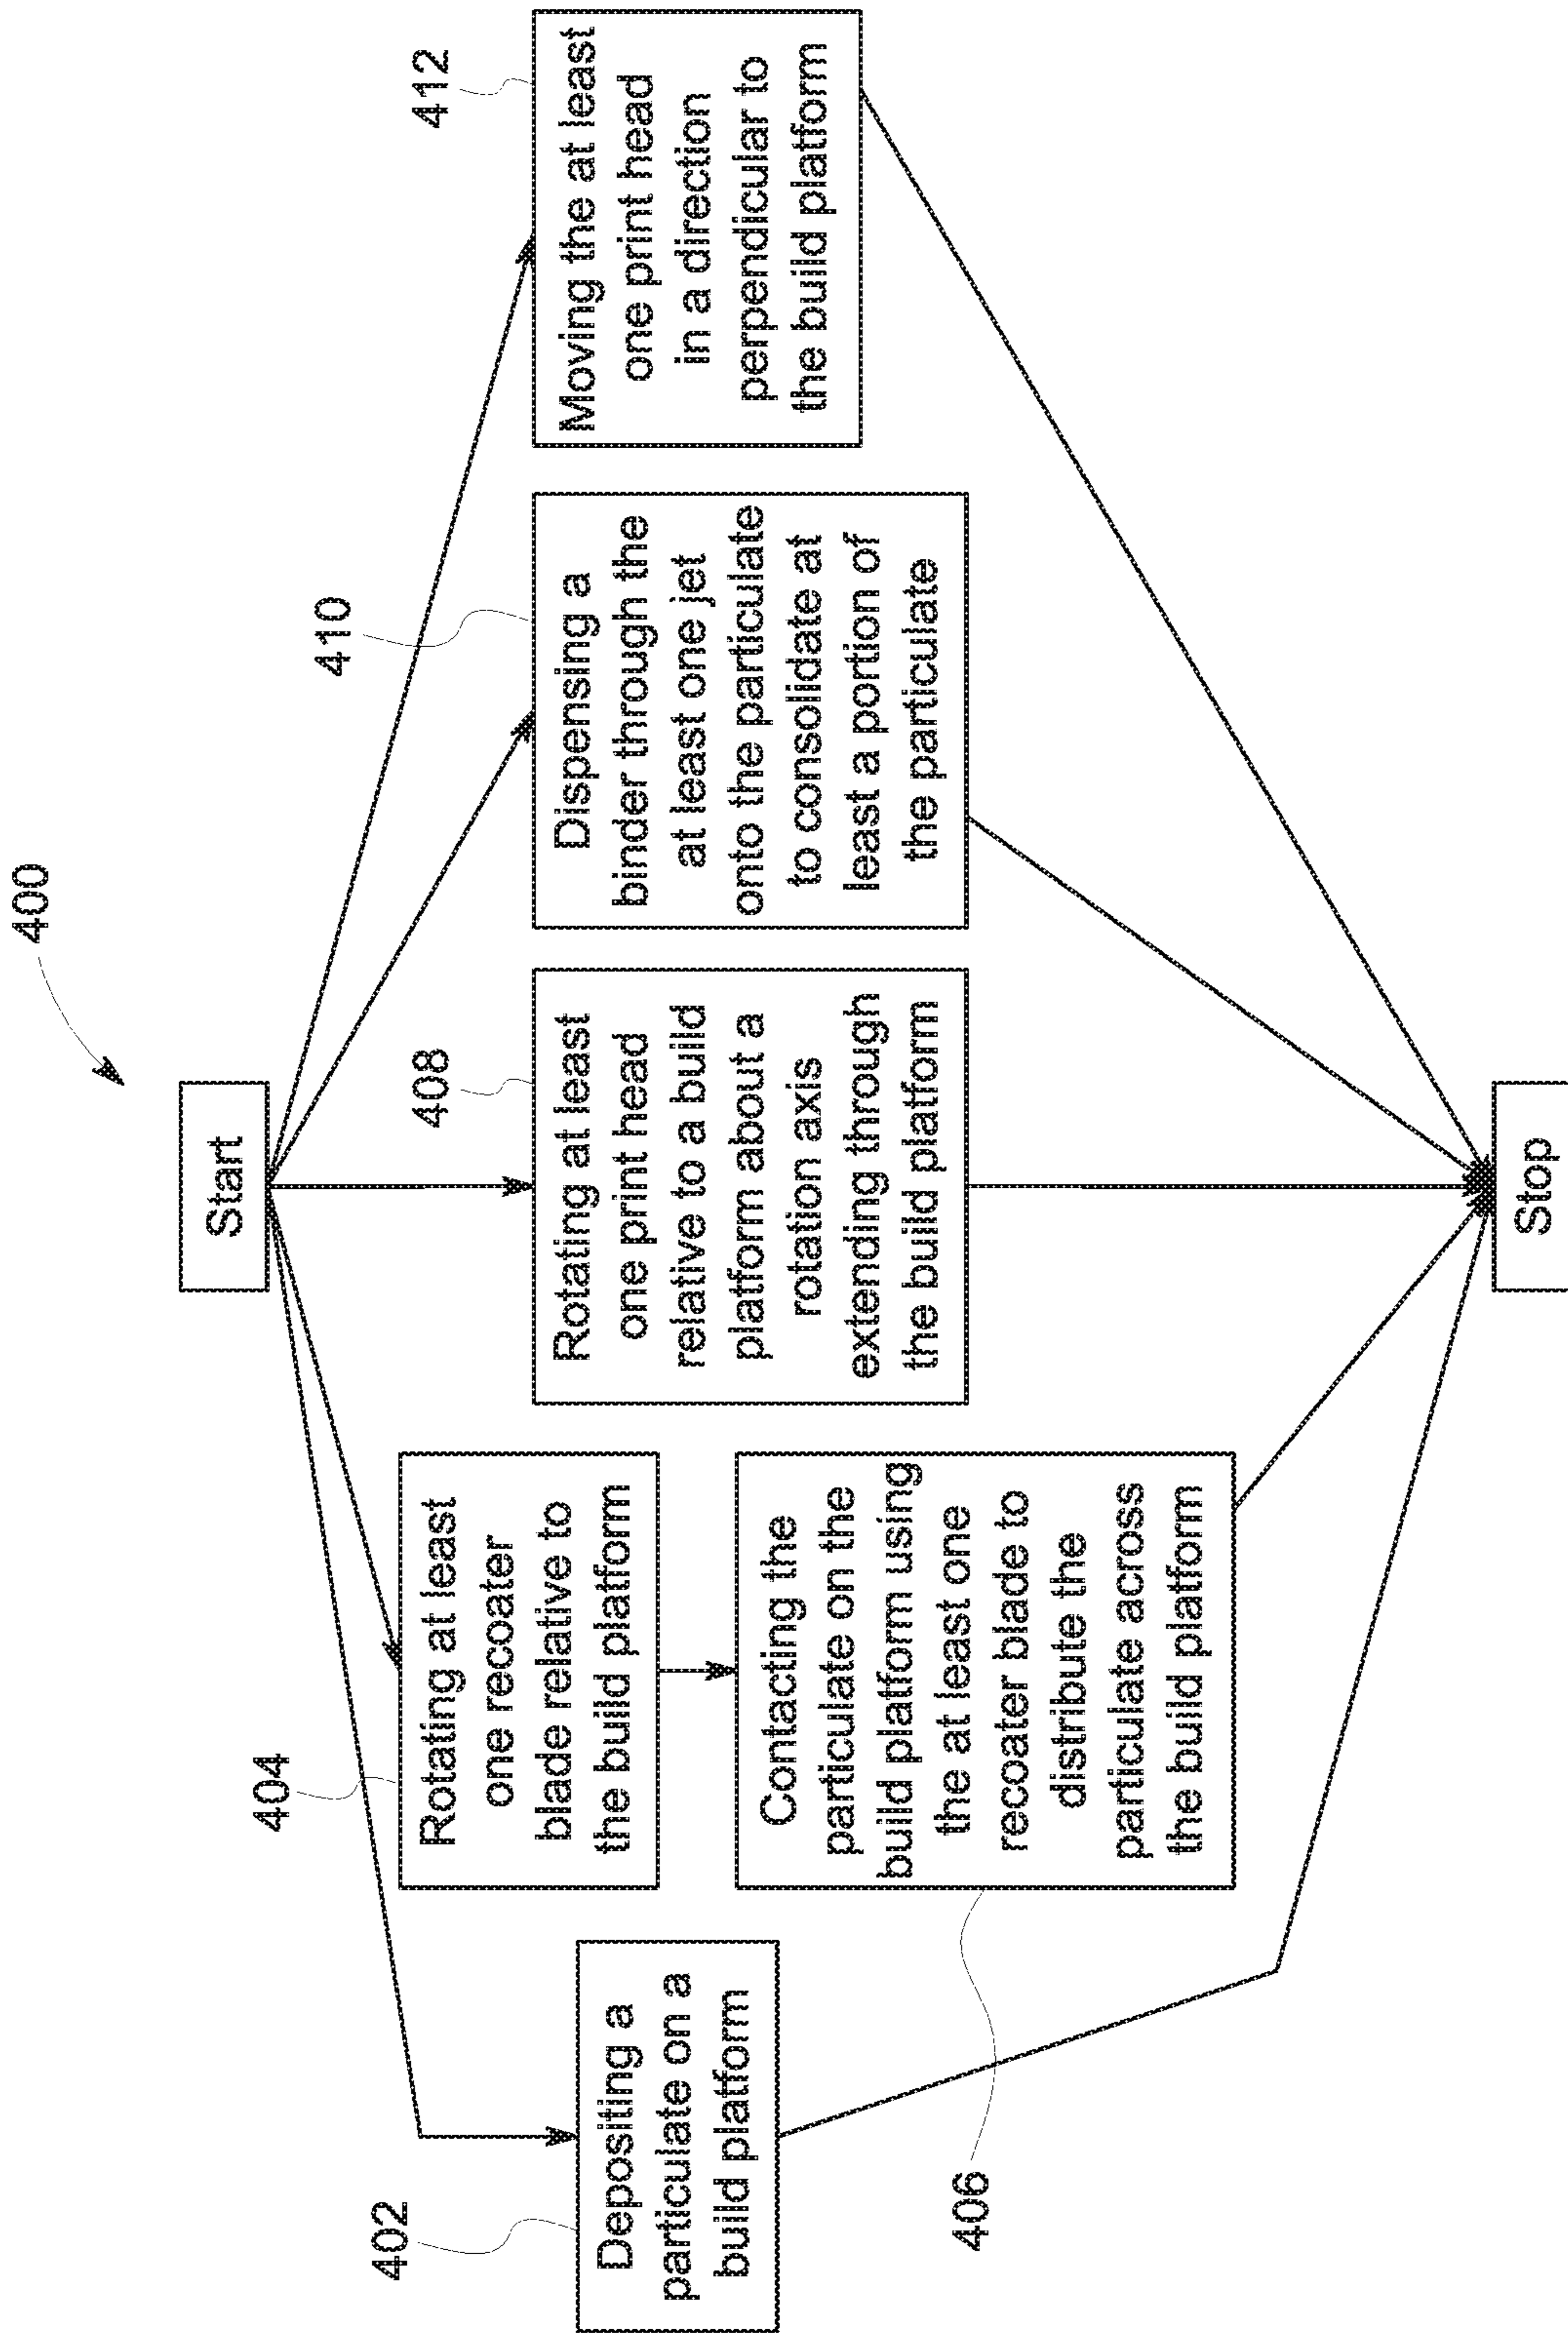 400
Start
402
Depositing a
particulate on a
build platform
404
Rotating at least
one recoater
blade relative to
the build platform
406
Contacting the
particulate on the
build platform using
the at least one
recoater blade to
distribute the
particulate across
the build platform
408
Rotating at least
one print head
relative to a build
platform about a
rotation axis
extending through
the build platform
410
Dispensing a
binder through the
at least one jet
onto the particulate
to consolidate at
least a portion of
the particulate
412
Moving the at least
one print head
in a direction
perpendicular to
the build platform
Stop